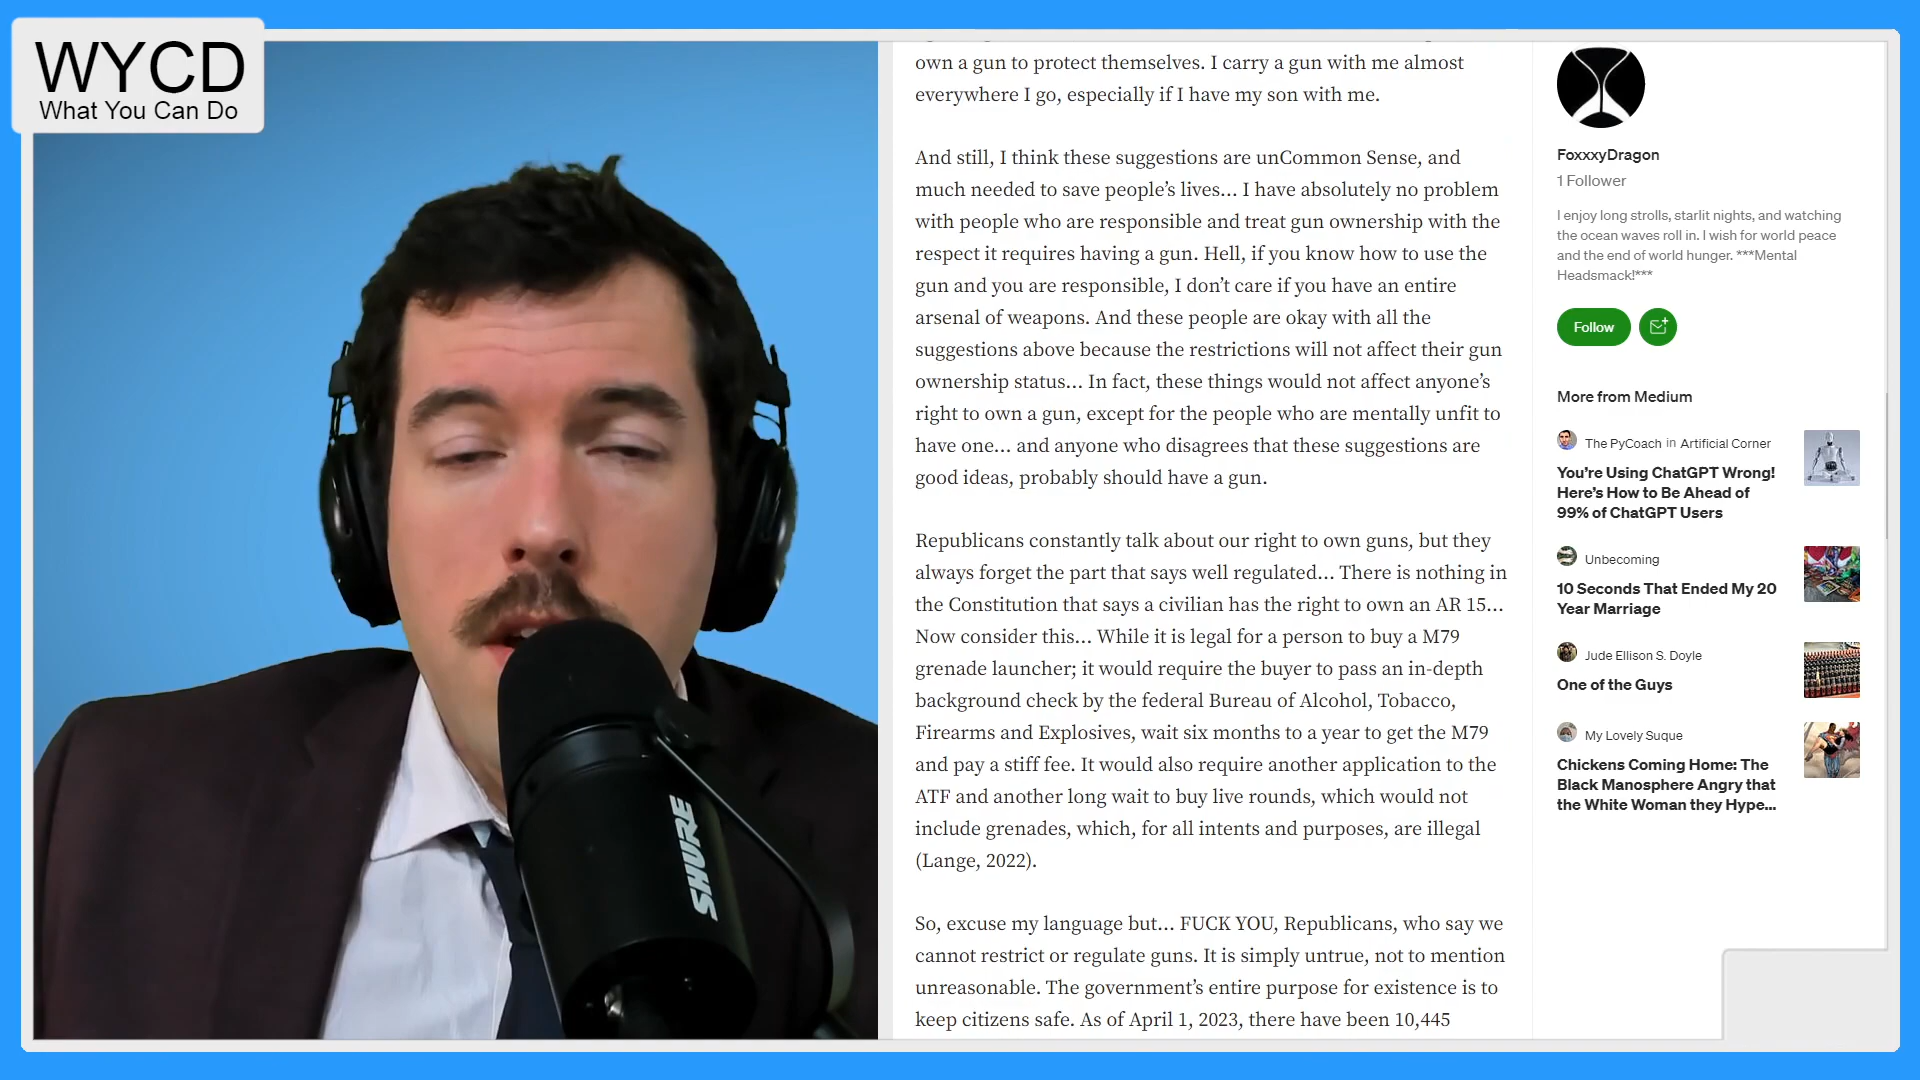 WYCD
What You Can Do
own a gun to protect themselves. I carry a gun with me almost
everywhere I go, especially if I have my son with me.
And still, I think these suggestions are unCommon Sense, and
much needed to save people’s lives… I have absolutely no problem
with people who are responsible and treat gun ownership with the
respect it requires having a gun. Hell, if you know how to use the
gun and you are responsible, I don’t care if you have an entire
arsenal of weapons. And these people are okay with all the
suggestions above because the restrictions will not affect their gun
ownership status… In fact, these things would not affect anyone’s
right to own a gun, except for the people who are mentally unfit to
have one… and anyone who disagrees that these suggestions are
good ideas, probably should have a gun.
Republicans constantly talk about our right to own guns, but they
always forget the part that says well regulated… There is nothing in
the Constitution that says a civilian has the right to own an AR 15…
Now consider this… While it is legal for a person to buy a M79
grenade launcher; it would require the buyer to pass an in-depth
background check by the federal Bureau of Alcohol, Tobacco,
Firearms and Explosives, wait six months to a year to get the M79
and pay a stiff fee. It would also require another application to the
ATF and another long wait to buy live rounds, which would not
include grenades, which, for all intents and purposes, are illegal
(Lange, 2022).
So, excuse my language but… FUCK YOU, Republicans, who say we
cannot restrict or regulate guns. It is simply untrue, not to mention
unreasonable. The government’s entire purpose for existence is to
keep citizens safe. As of April 1, 2023, there have been 10,445
FoxxxyDragon
1 Follower
I enjoy long strolls, starlit nights, and watching
the ocean waves roll in. I wish for world peace
and the end of world hunger. ***Mental
Headsmack!***
Follow
More from Medium
The PyCoach in Artificial Corner
You’re Using ChatGPT Wrong!
Here’s How to Be Ahead of
99% of ChatGPT Users
Unbecoming
10 Seconds That Ended My 20
Year Marriage
Jude Ellison S. Doyle
One of the Guys
My Lovely Suque
Chickens Coming Home: The
Black Manosphere Angry that
the White Woman they Hype…
SHURE